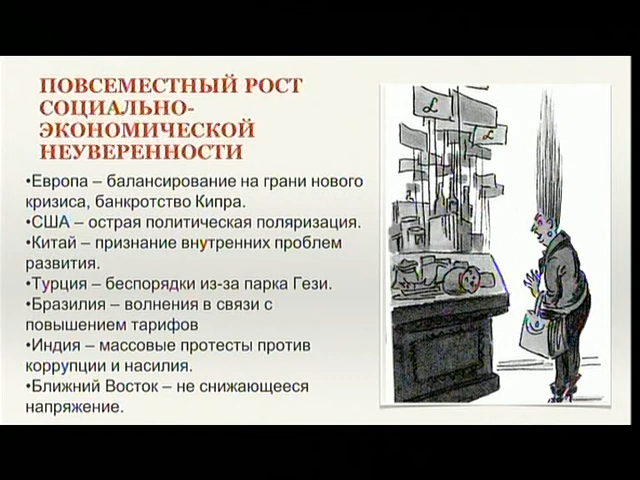 ПОВСЕМЕСТНЫЙ РОСТ
СОЦИАЛЬНО-
ЭКОНОМИЧЕСКОЙ
НЕУВЕРЕННОСТИ
•Европа – балансирование на грани нового
кризиса, банкротство Кипра.
•США – острая политическая поляризация.
•Китай – признание внутренних проблем
развития.
•Турция – беспорядки из-за парка Гези.
•Бразилия – волнения в связи с
повышением тарифов
•Индия – массовые протесты против
коррупции и насилия.
•Ближний Восток – не снижающееся
напряжение.
£
£